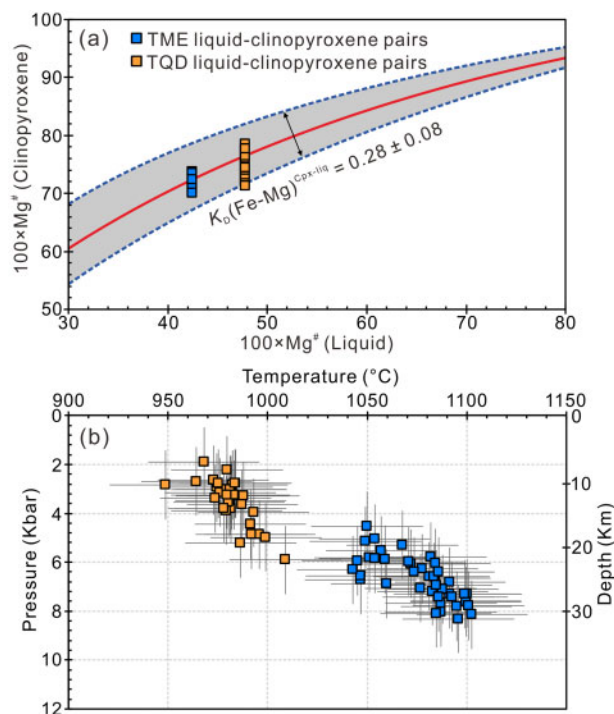 (a)
TME liquid-clinopyroxene pairs
TQD liquid-clinopyroxene pairs
100
90
80
70
60
50
100×Mg# (Clinopyroxene)
K_D(Fe-Mg)^Cpx-liq = 0.28 ± 0.08
30 40 50 60 70 80
100×Mg# (Liquid)
Temperature (°C)
900 950 1000 1050 1100 1150
(b)
0
2
4
6
8
10
12
Pressure (Kbar)
0
10
20
30
Depth (Km)